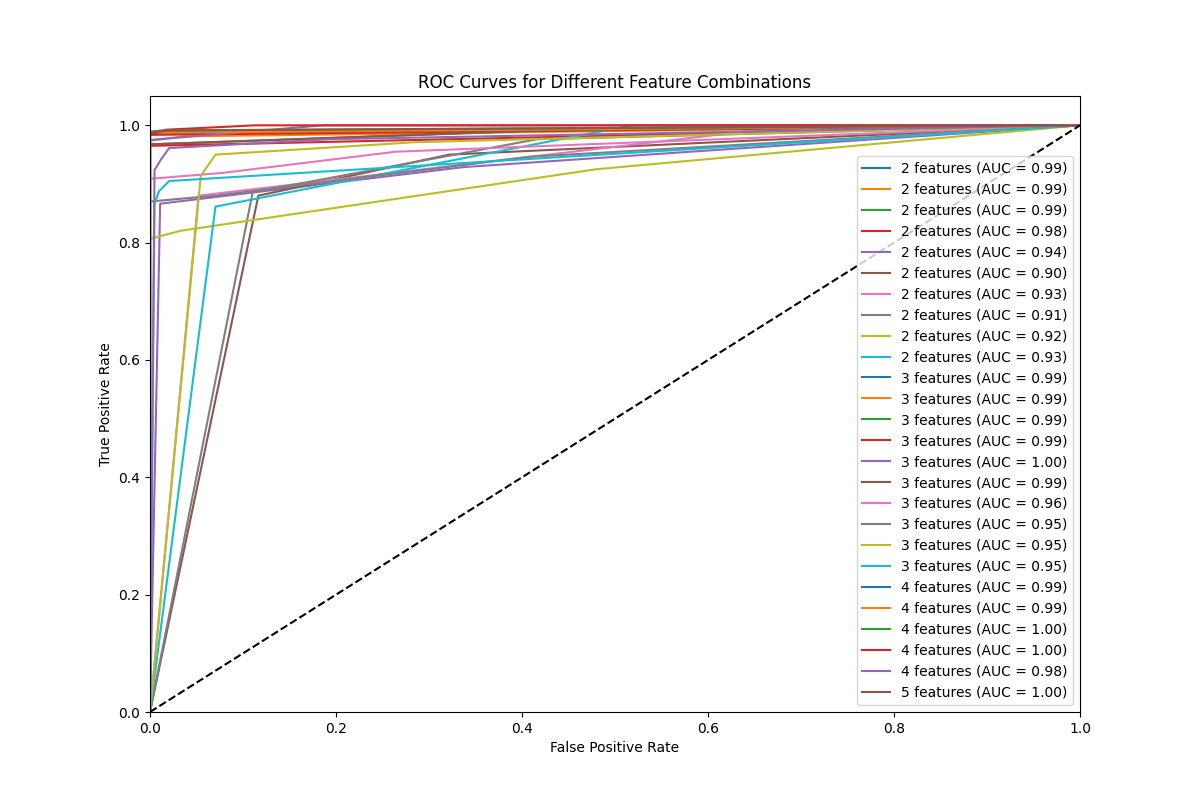 ROC Curves for Different Feature Combinations
1.0
0.8
0.6
0.4
0.2
0.0
True Positive Rate
2 features (AUC = 0.99)
2 features (AUC = 0.99)
2 features (AUC = 0.99)
2 features (AUC = 0.98)
2 features (AUC = 0.94)
2 features (AUC = 0.90)
2 features (AUC = 0.93)
2 features (AUC = 0.91)
2 features (AUC = 0.92)
2 features (AUC = 0.93)
3 features (AUC = 0.99)
3 features (AUC = 0.99)
3 features (AUC = 0.99)
3 features (AUC = 0.99)
3 features (AUC = 1.00)
3 features (AUC = 0.99)
3 features (AUC = 0.96)
3 features (AUC = 0.95)
3 features (AUC = 0.95)
3 features (AUC = 0.95)
4 features (AUC = 0.99)
4 features (AUC = 0.99)
4 features (AUC = 1.00)
4 features (AUC = 1.00)
4 features (AUC = 0.98)
5 features (AUC = 1.00)
0.0 0.2 0.4 0.6 0.8 1.0
False Positive Rate